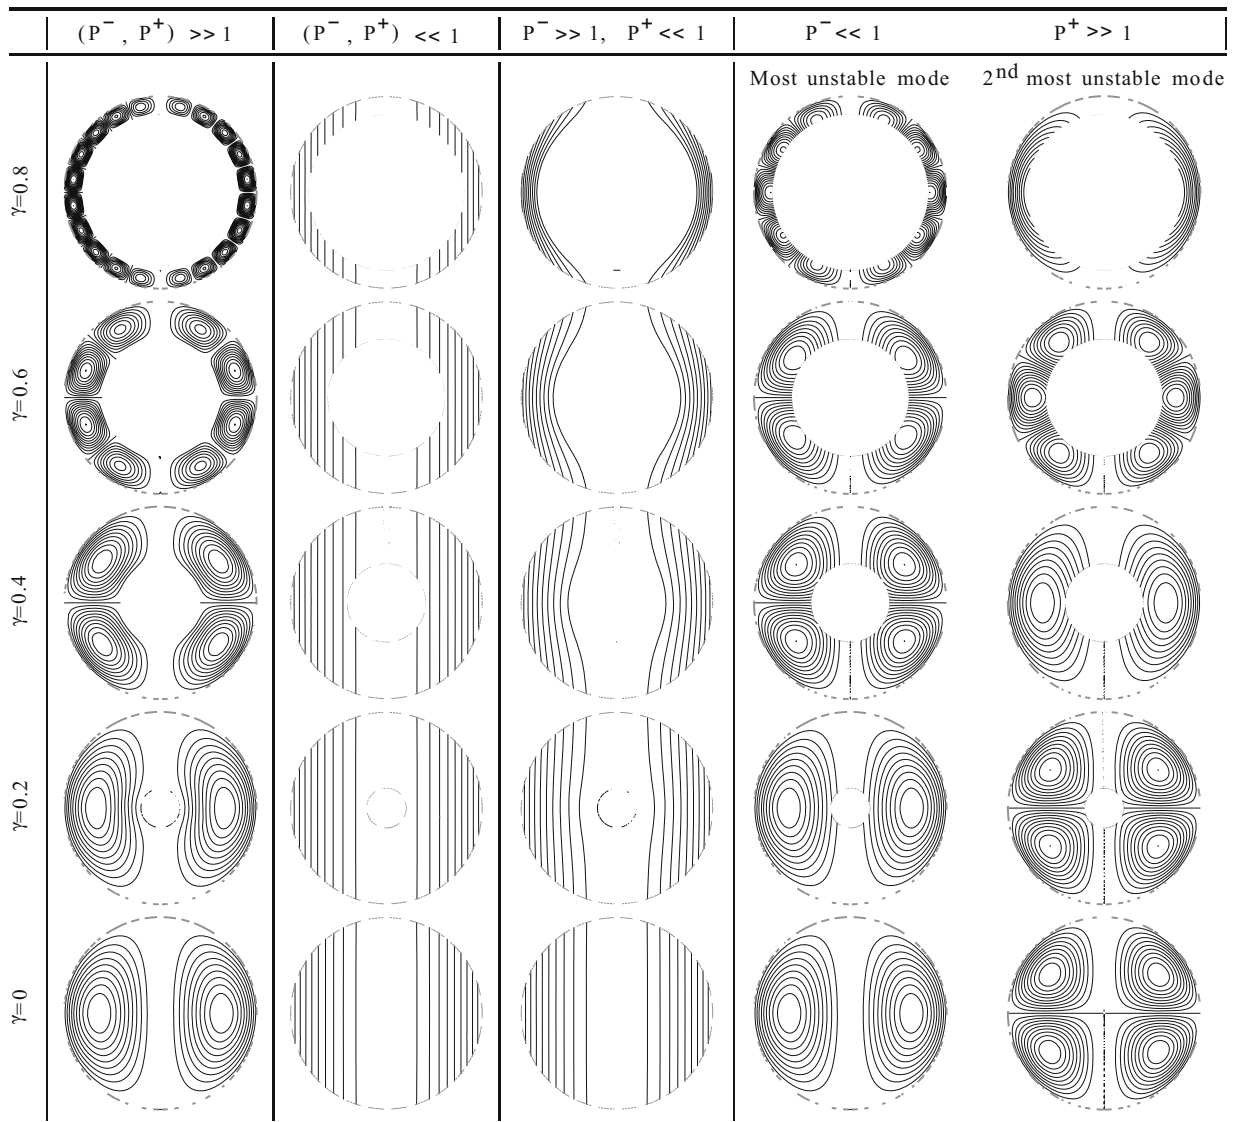 (P⁻ , P⁺) >> 1
(P⁻ , P⁺) << 1
P⁻ >> 1, P⁺ << 1
P⁻ << 1
P⁺ >> 1
Most unstable mode
2nd most unstable mode
γ=0.8
γ=0.6
γ=0.4
γ=0.2
γ=0